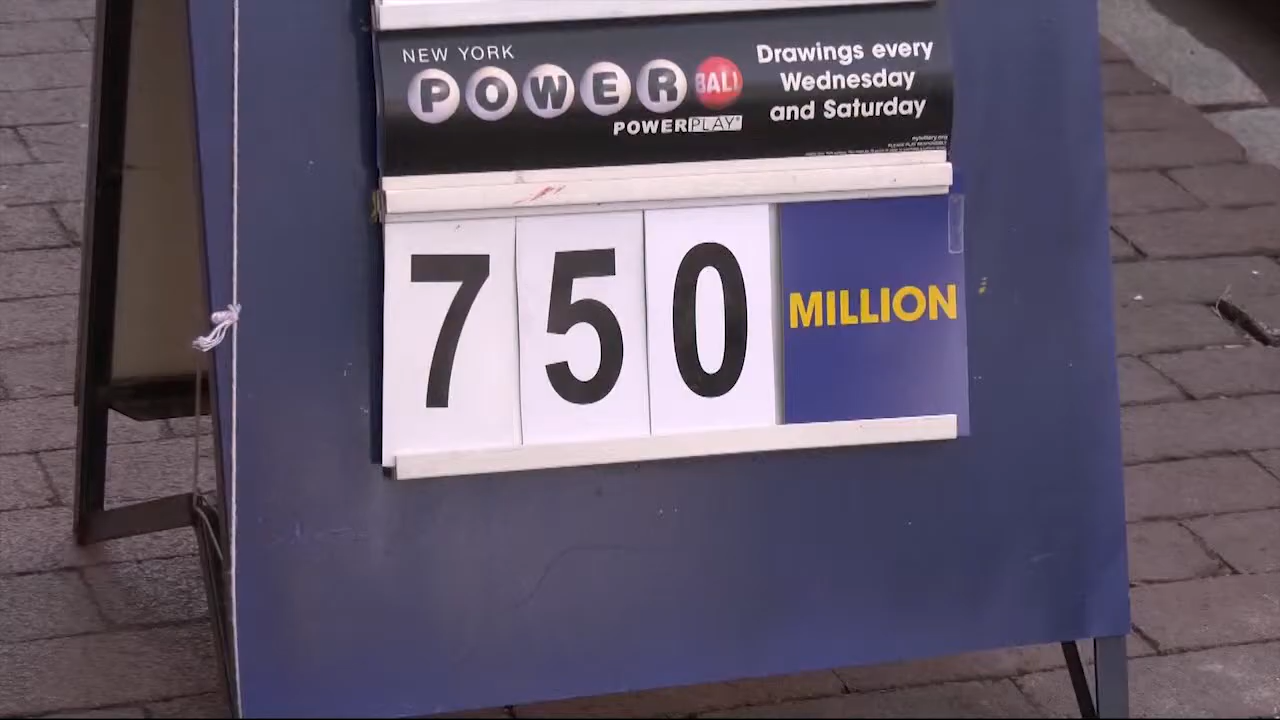 NEW YORK
POWERBALL
POWERPLAY
Drawings every
Wednesday
and Saturday
750 MILLION